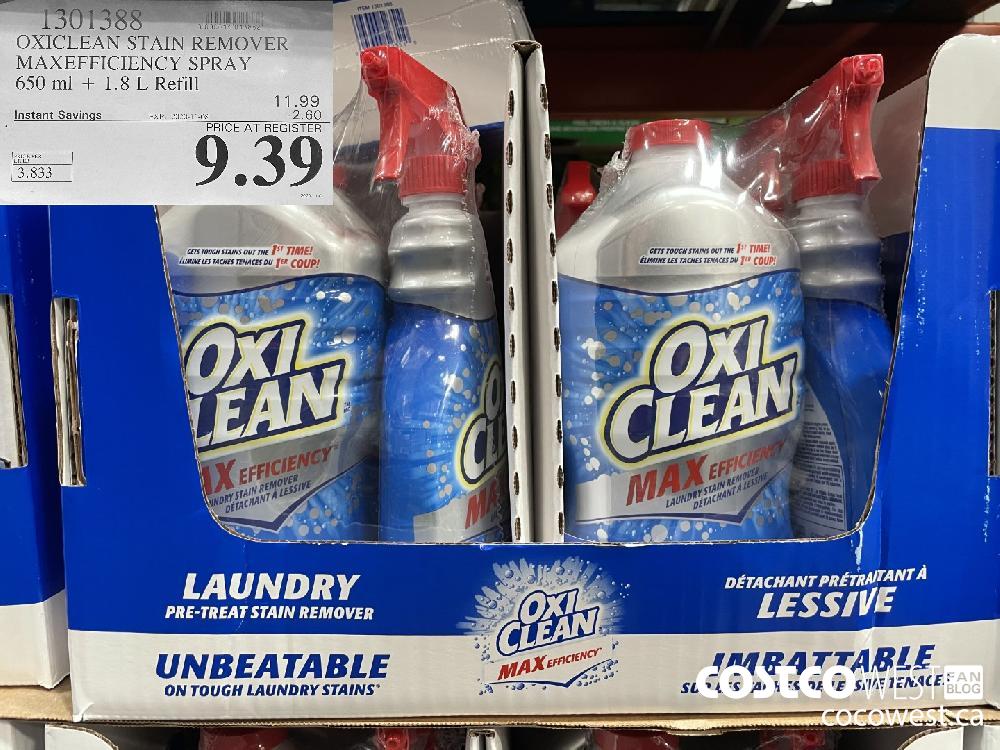 1301388
OXICLEAN STAIN REMOVER
MAXEFFICIENCY SPRAY
650 ml + 1.8 L Refill
11.99
Instant Savings 2.60
PRICE AT REGISTER
9.39
3.833
GETS TOUGH STAINS OUT THE 1ST TIME!
ÉLIMINE LES TACHES TENACES DU 1ER COUP!
OXI
CLEAN
MAX EFFICIENCY
LAUNDRY STAIN REMOVER
DÉTACHANT À LESSIVE
GETS TOUGH STAINS OUT THE 1ST TIME!
ÉLIMINE LES TACHES TENACES DU 1ER COUP!
OXI
CLEAN
MAX EFFICIENCY
LAUNDRY STAIN REMOVER
DÉTACHANT À LESSIVE
LAUNDRY
PRE-TREAT STAIN REMOVER
UNBEATABLE
ON TOUGH LAUNDRY STAINS*
OXI
CLEAN
MAX EFFICIENCY
DÉTACHANT PRÉTRAITANT À
LESSIVE
IMBATTABLE
COSTCO WEST FAN BLOG
cocowest.ca